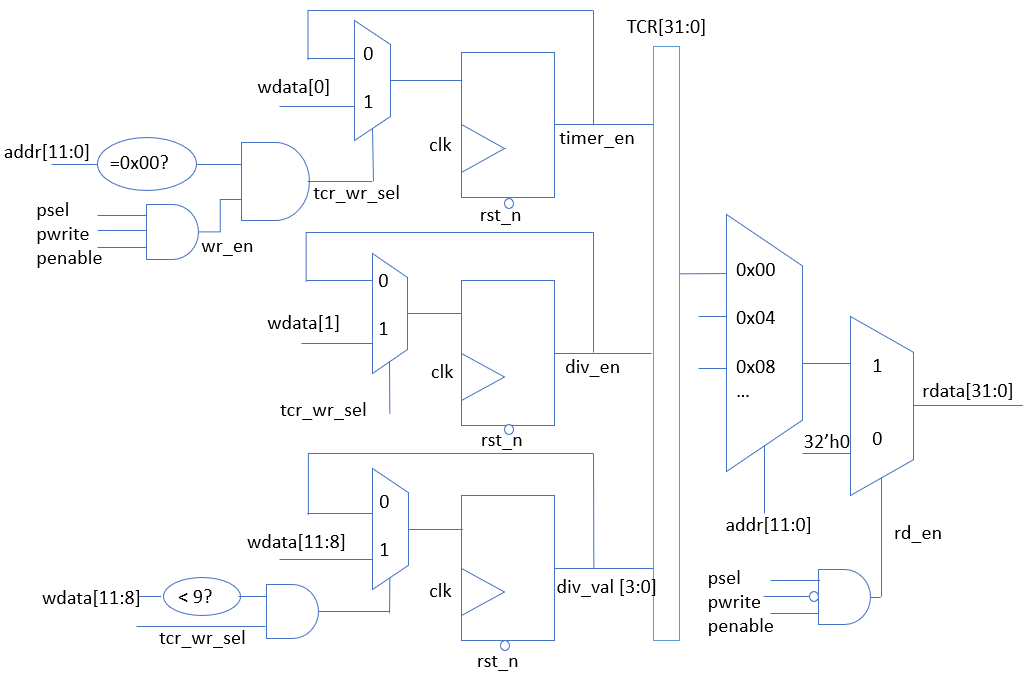 TCR[31:0]
0
wdata[0]
1
clk
timer_en
addr[11:0]
=0x00?
tcr_wr_sel
rst_n
psel
pwrite
penable
wr_en
0
wdata[1]
1
clk
div_en
tcr_wr_sel
rst_n
0
wdata[11:8]
1
clk
div_val [3:0]
wdata[11:8]
< 9?
tcr_wr_sel
rst_n
0x00
0x04
0x08
...
1
rdata[31:0]
32’h0
0
addr[11:0]
rd_en
psel
pwrite
penable